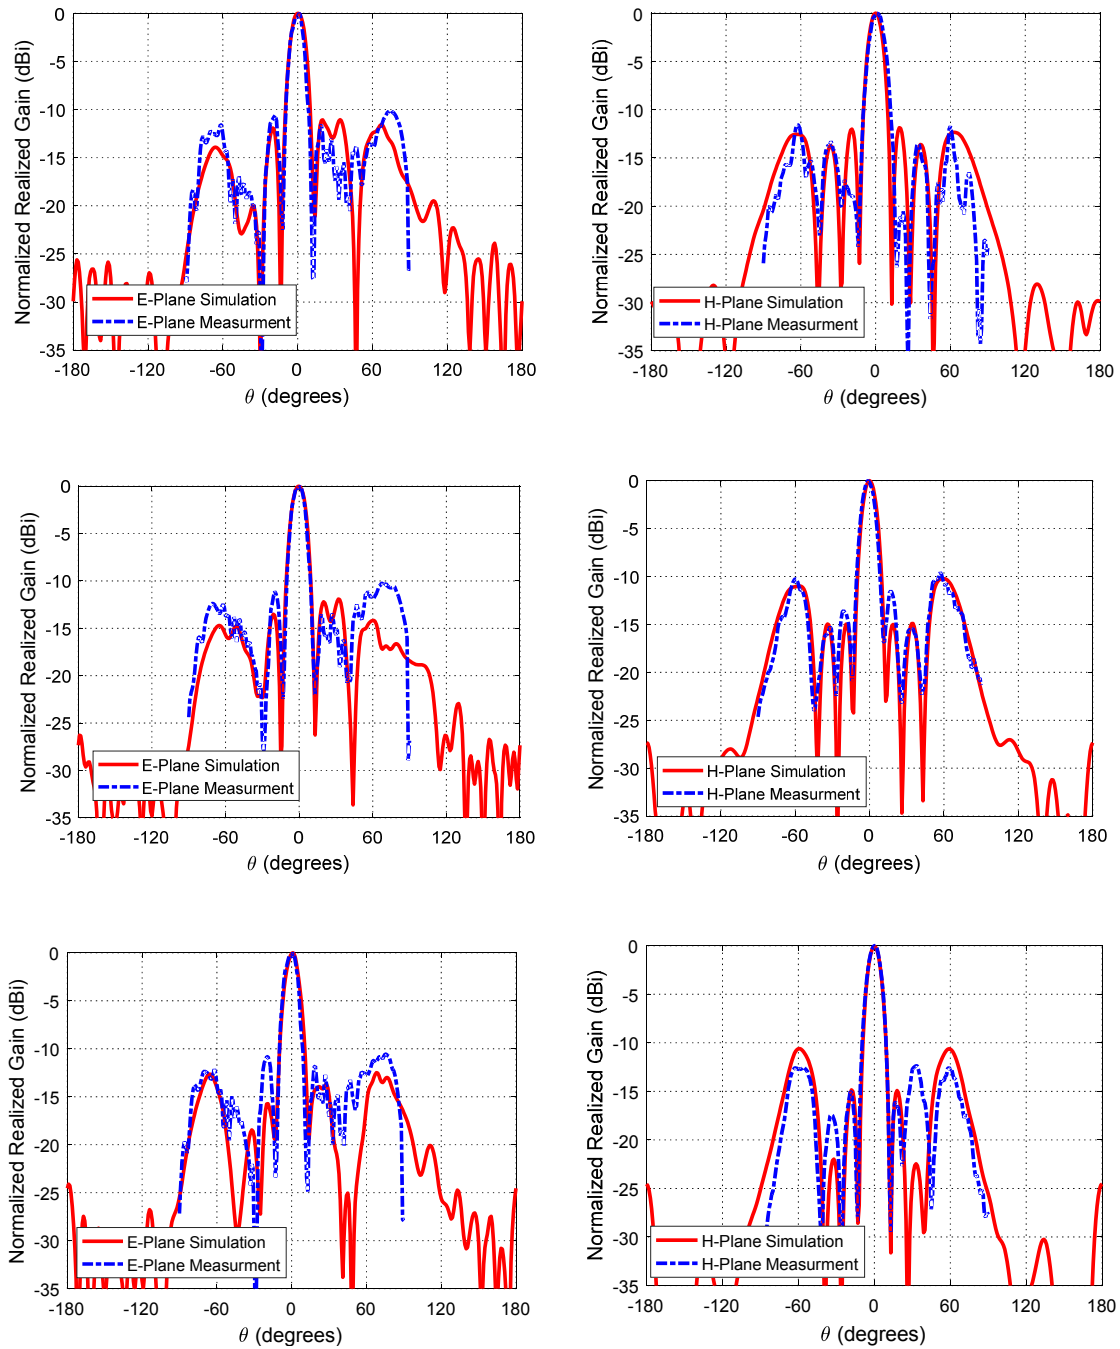 0
-5
-10
-15
-20
-25
-30
-35
Normalized Realized Gain (dBi)
E-Plane Simulation
E-Plane Measurment
-180 -120 -60 0 60 120 180
θ (degrees)
0
-5
-10
-15
-20
-25
-30
-35
Normalized Realized Gain (dBi)
H-Plane Simulation
H-Plane Measurment
-180 -120 -60 0 60 120 180
θ (degrees)
0
-5
-10
-15
-20
-25
-30
-35
Normalized Realized Gain (dBi)
E-Plane Simulation
E-Plane Measurment
-180 -120 -60 0 60 120 180
θ (degrees)
0
-5
-10
-15
-20
-25
-30
-35
Normalized Realized Gain (dBi)
H-Plane Simulation
H-Plane Measurment
-180 -120 -60 0 60 120 180
θ (degrees)
0
-5
-10
-15
-20
-25
-30
-35
Normalized Realized Gain (dBi)
E-Plane Simulation
E-Plane Measurment
-180 -120 -60 0 60 120 180
θ (degrees)
0
-5
-10
-15
-20
-25
-30
-35
Normalized Realized Gain (dBi)
H-Plane Simulation
H-Plane Measurment
-180 -120 -60 0 60 120 180
θ (degrees)